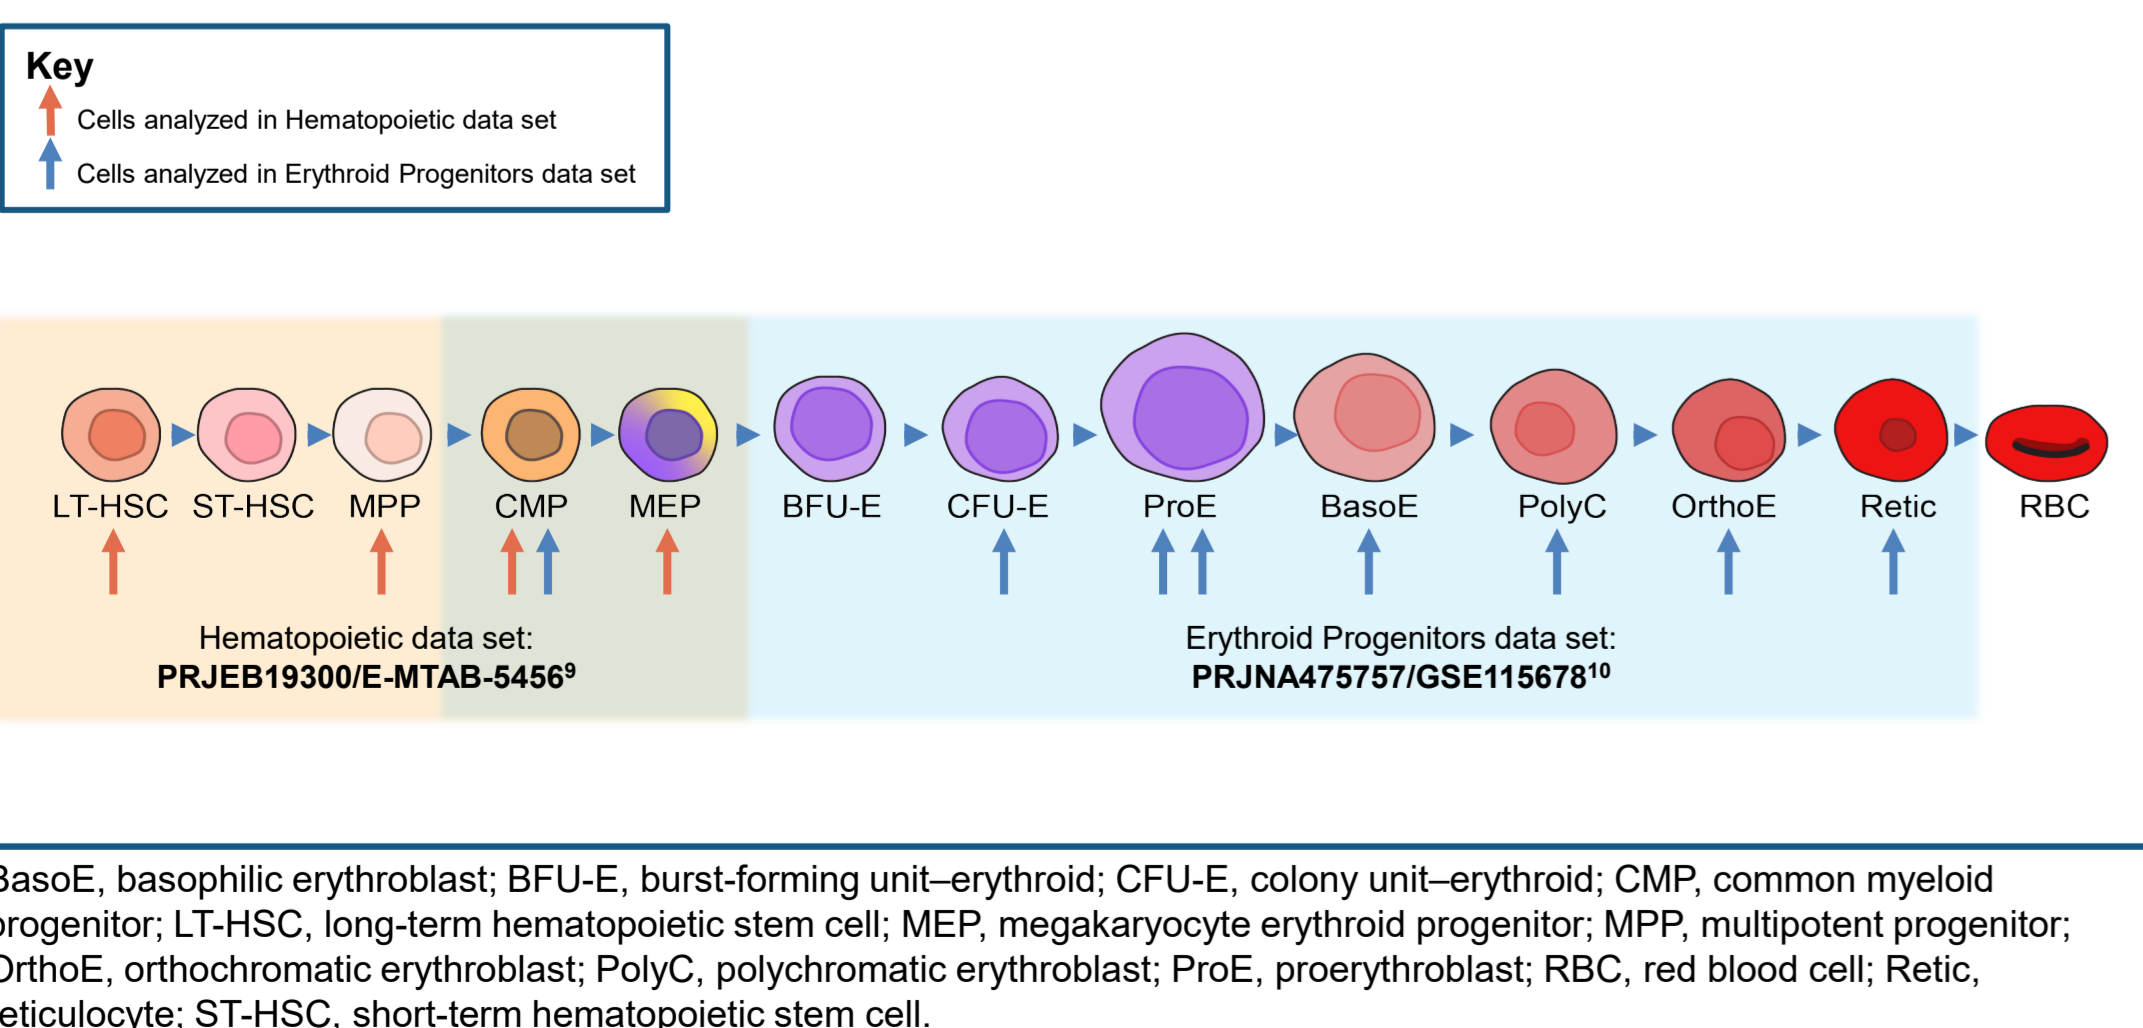 Key
Cells analyzed in Hematopoietic data set
Cells analyzed in Erythroid Progenitors data set
LT-HSC ST-HSC MPP CMP MEP BFU-E CFU-E ProE BasoE PolyC OrthoE Retic RBC
Hematopoietic data set:
PRJEB19300/E-MTAB-5456⁹
Erythroid Progenitors data set:
PRJNA475757/GSE115678¹⁰
BasoE, basophilic erythroblast; BFU-E, burst-forming unit–erythroid; CFU-E, colony unit–erythroid; CMP, common myeloid
progenitor; LT-HSC, long-term hematopoietic stem cell; MEP, megakaryocyte erythroid progenitor; MPP, multipotent progenitor;
OrthoE, orthochromatic erythroblast; PolyC, polychromatic erythroblast; ProE, proerythroblast; RBC, red blood cell; Retic,
eticulocyte; ST-HSC, short-term hematopoietic stem cell.